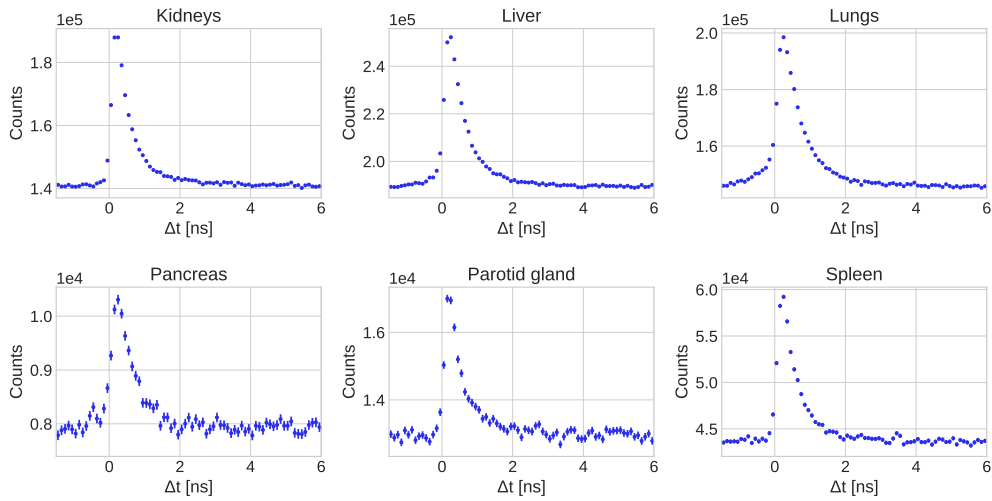 Kidneys
1e5
Counts
1.8
1.6
1.4
0 2 4 6
Δt [ns]
Liver
1e5
Counts
2.4
2.2
2.0
0 2 4 6
Δt [ns]
Lungs
1e5
Counts
2.0
1.8
1.6
0 2 4 6
Δt [ns]
Pancreas
1e4
Counts
1.0
0.9
0.8
0 2 4 6
Δt [ns]
Parotid gland
1e4
Counts
1.6
1.4
0 2 4 6
Δt [ns]
Spleen
1e4
Counts
6.0
5.5
5.0
4.5
0 2 4 6
Δt [ns]